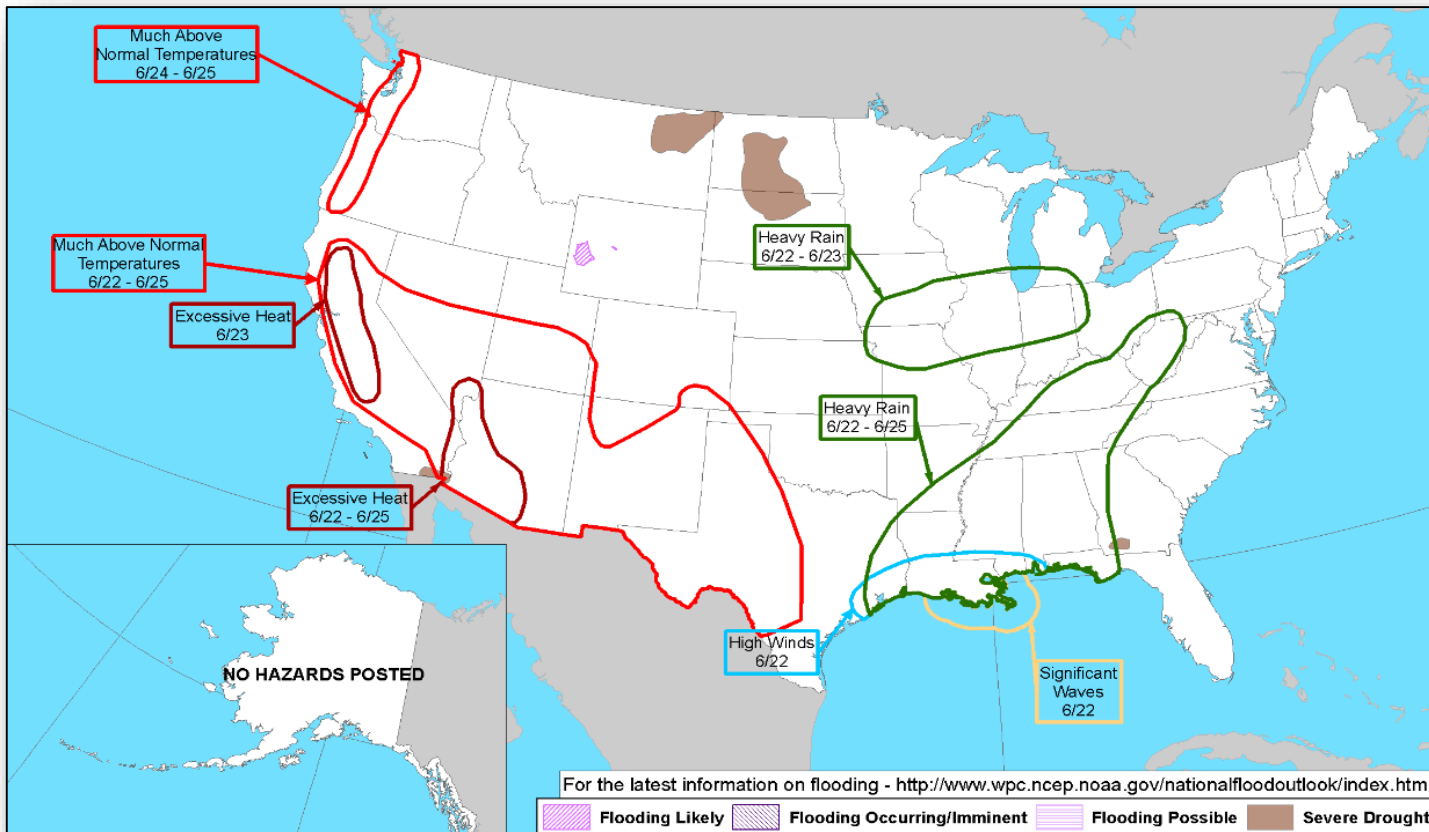 Much Above
Normal Temperatures
6/24 - 6/25
Much Above Normal
Temperatures
6/22 - 6/25
Excessive Heat
6/23
Excessive Heat
6/22 - 6/25
Heavy Rain
6/22 - 6/23
Heavy Rain
6/22 - 6/25
High Winds
6/22
Significant
Waves
6/22
NO HAZARDS POSTED
For the latest information on flooding - http://www.wpc.ncep.noaa.gov/nationalfloodoutlook/index.htm
Flooding Likely Flooding Occurring/Imminent Flooding Possible Severe Drought